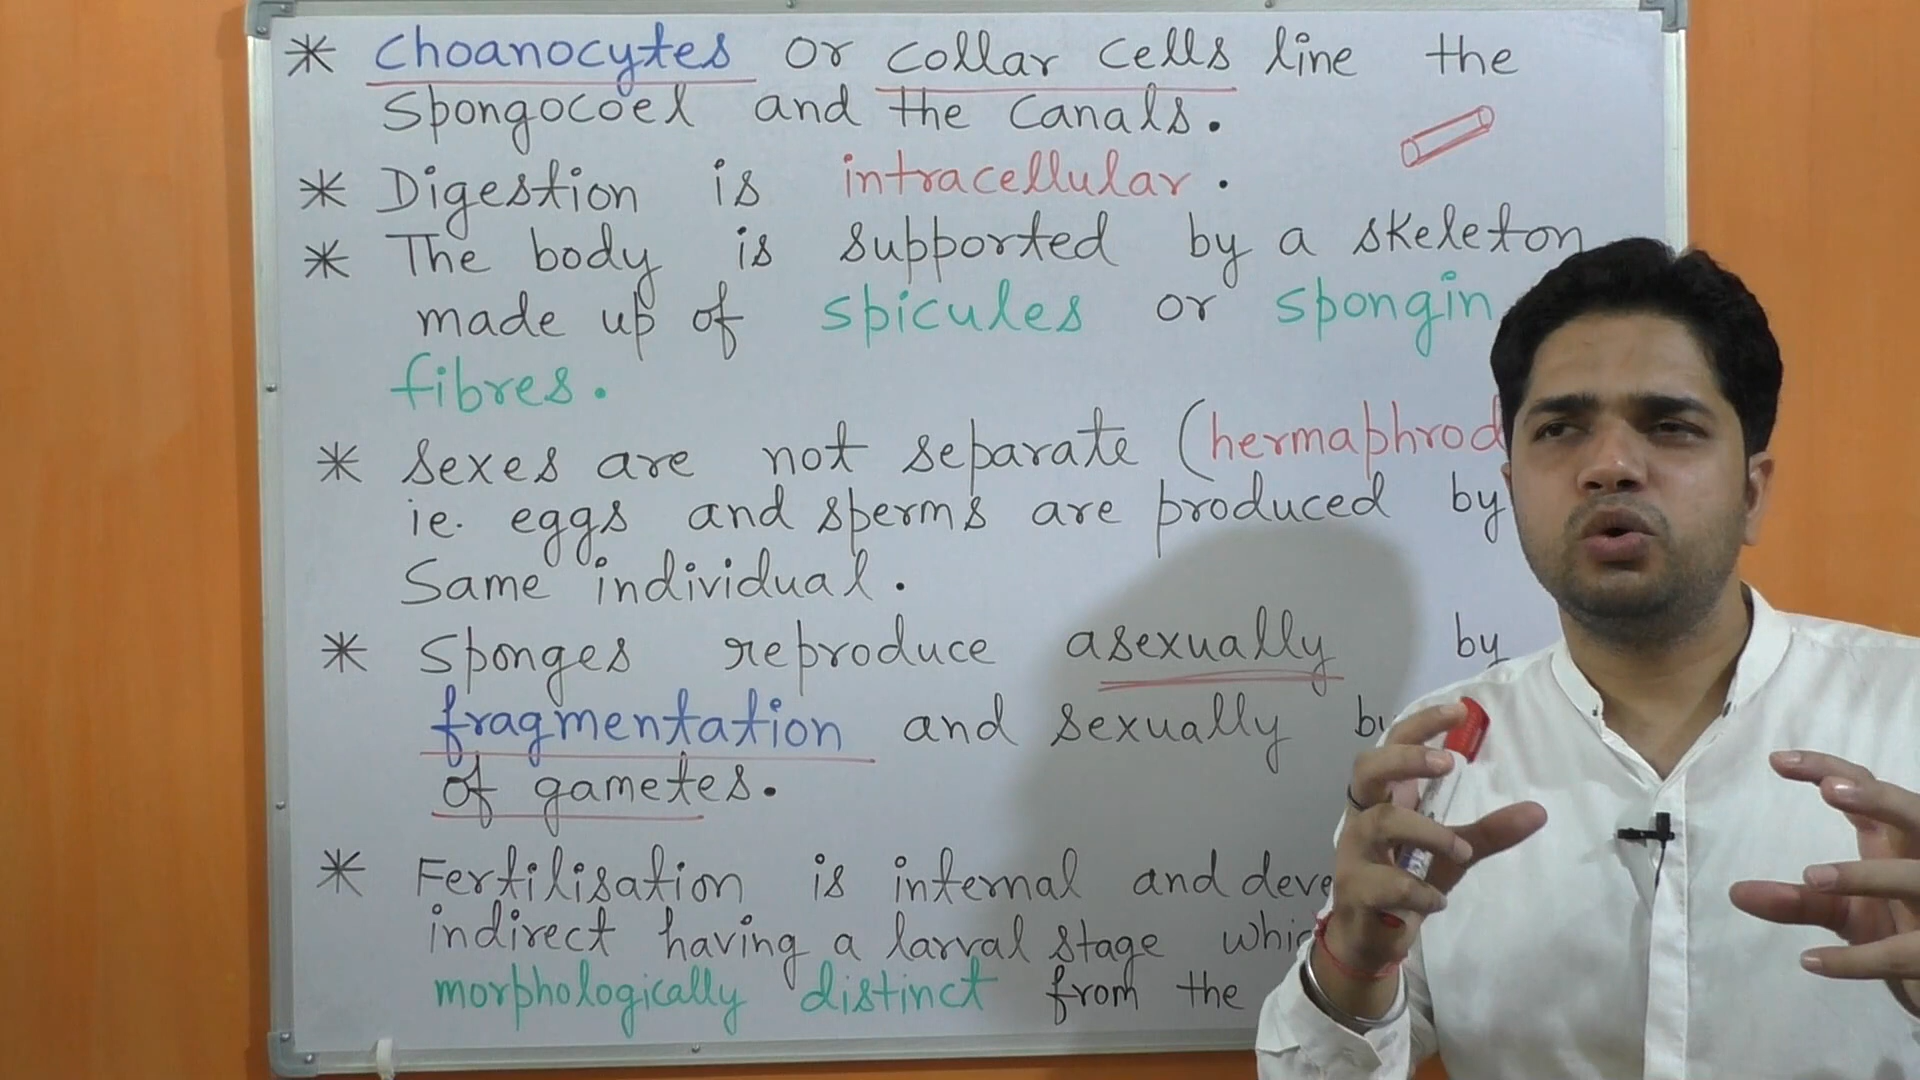 * Choanocytes or collar cells line the
spongocoel and the canals.
* Digestion is intracellular.
* The body is supported by a skeleton
made up of spicules or spongin
fibres.
* Sexes are not separate (hermaphrod
ie. eggs and sperms are produced by
Same individual.
* Sponges reproduce asexually by
fragmentation and sexually by
of gametes.
* Fertilisation is internal and deve
indirect having a larval stage whic
morphologically distinct from the